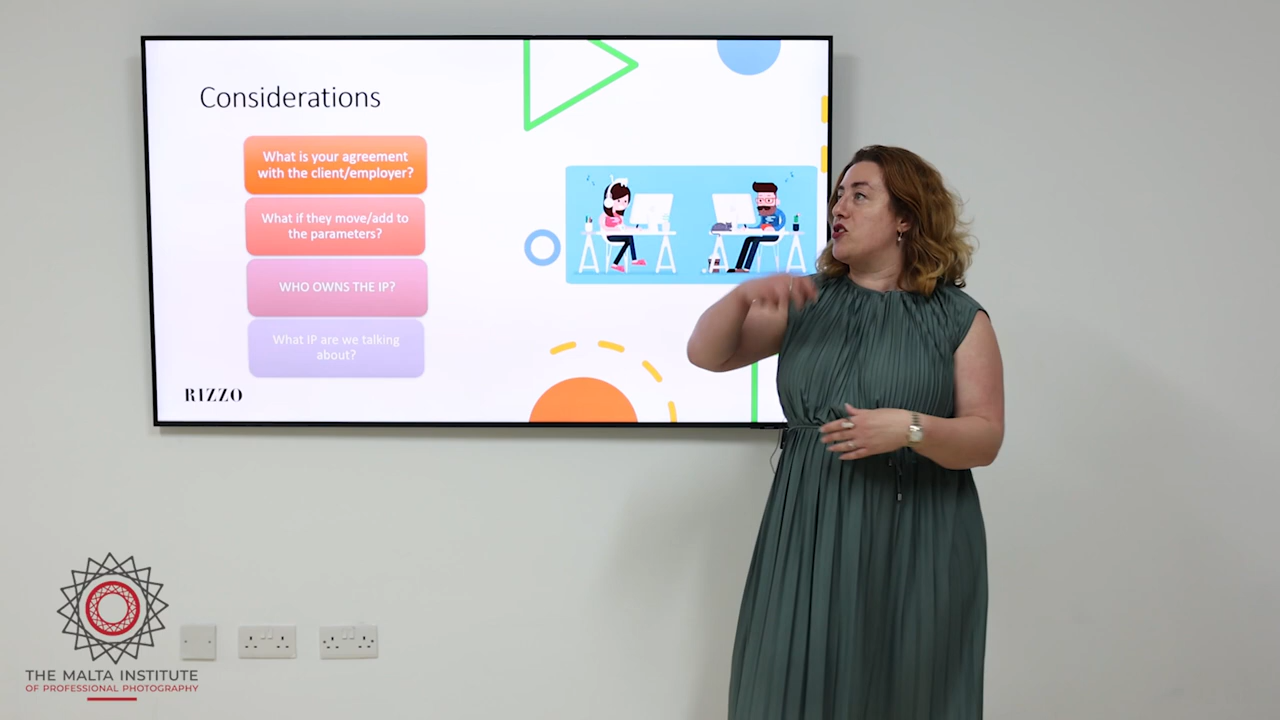 Considerations
What is your agreement
with the client/employer?
What if they move/add to
the parameters?
WHO OWNS THE IP?
What IP are we talking
about?
RIZZO
THE MALTA INSTITUTE
OF PROFESSIONAL PHOTOGRAPHY